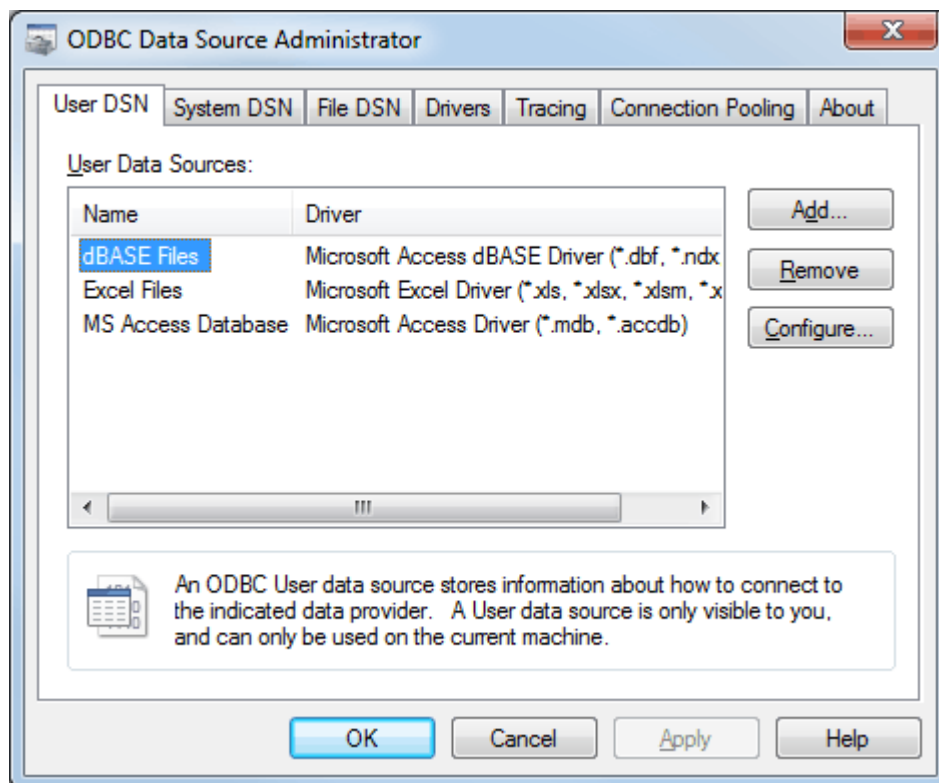 ODBC Data Source Administrator
User DSN System DSN File DSN Drivers Tracing Connection Pooling About
User Data Sources:
Name Driver
dBASE Files Microsoft Access dBASE Driver (*.dbf, *.ndx
Excel Files Microsoft Excel Driver (*.xls, *.xlsx, *.xlsm, *.x
MS Access Database Microsoft Access Driver (*.mdb, *.accdb)
Add...
Remove
Configure...
An ODBC User data source stores information about how to connect to
the indicated data provider. A User data source is only visible to you,
and can only be used on the current machine.
OK Cancel Apply Help